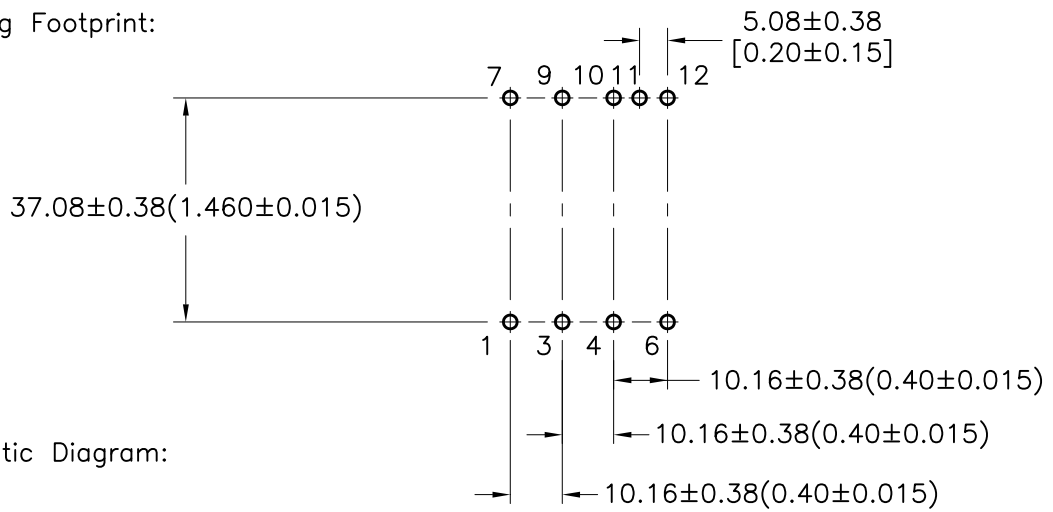 g Footprint:
5.08±0.38
[0.20±0.15]
7 9 10 11 12
37.08±0.38(1.460±0.015)
1 3 4 6
10.16±0.38(0.40±0.015)
10.16±0.38(0.40±0.015)
tic Diagram:
10.16±0.38(0.40±0.015)